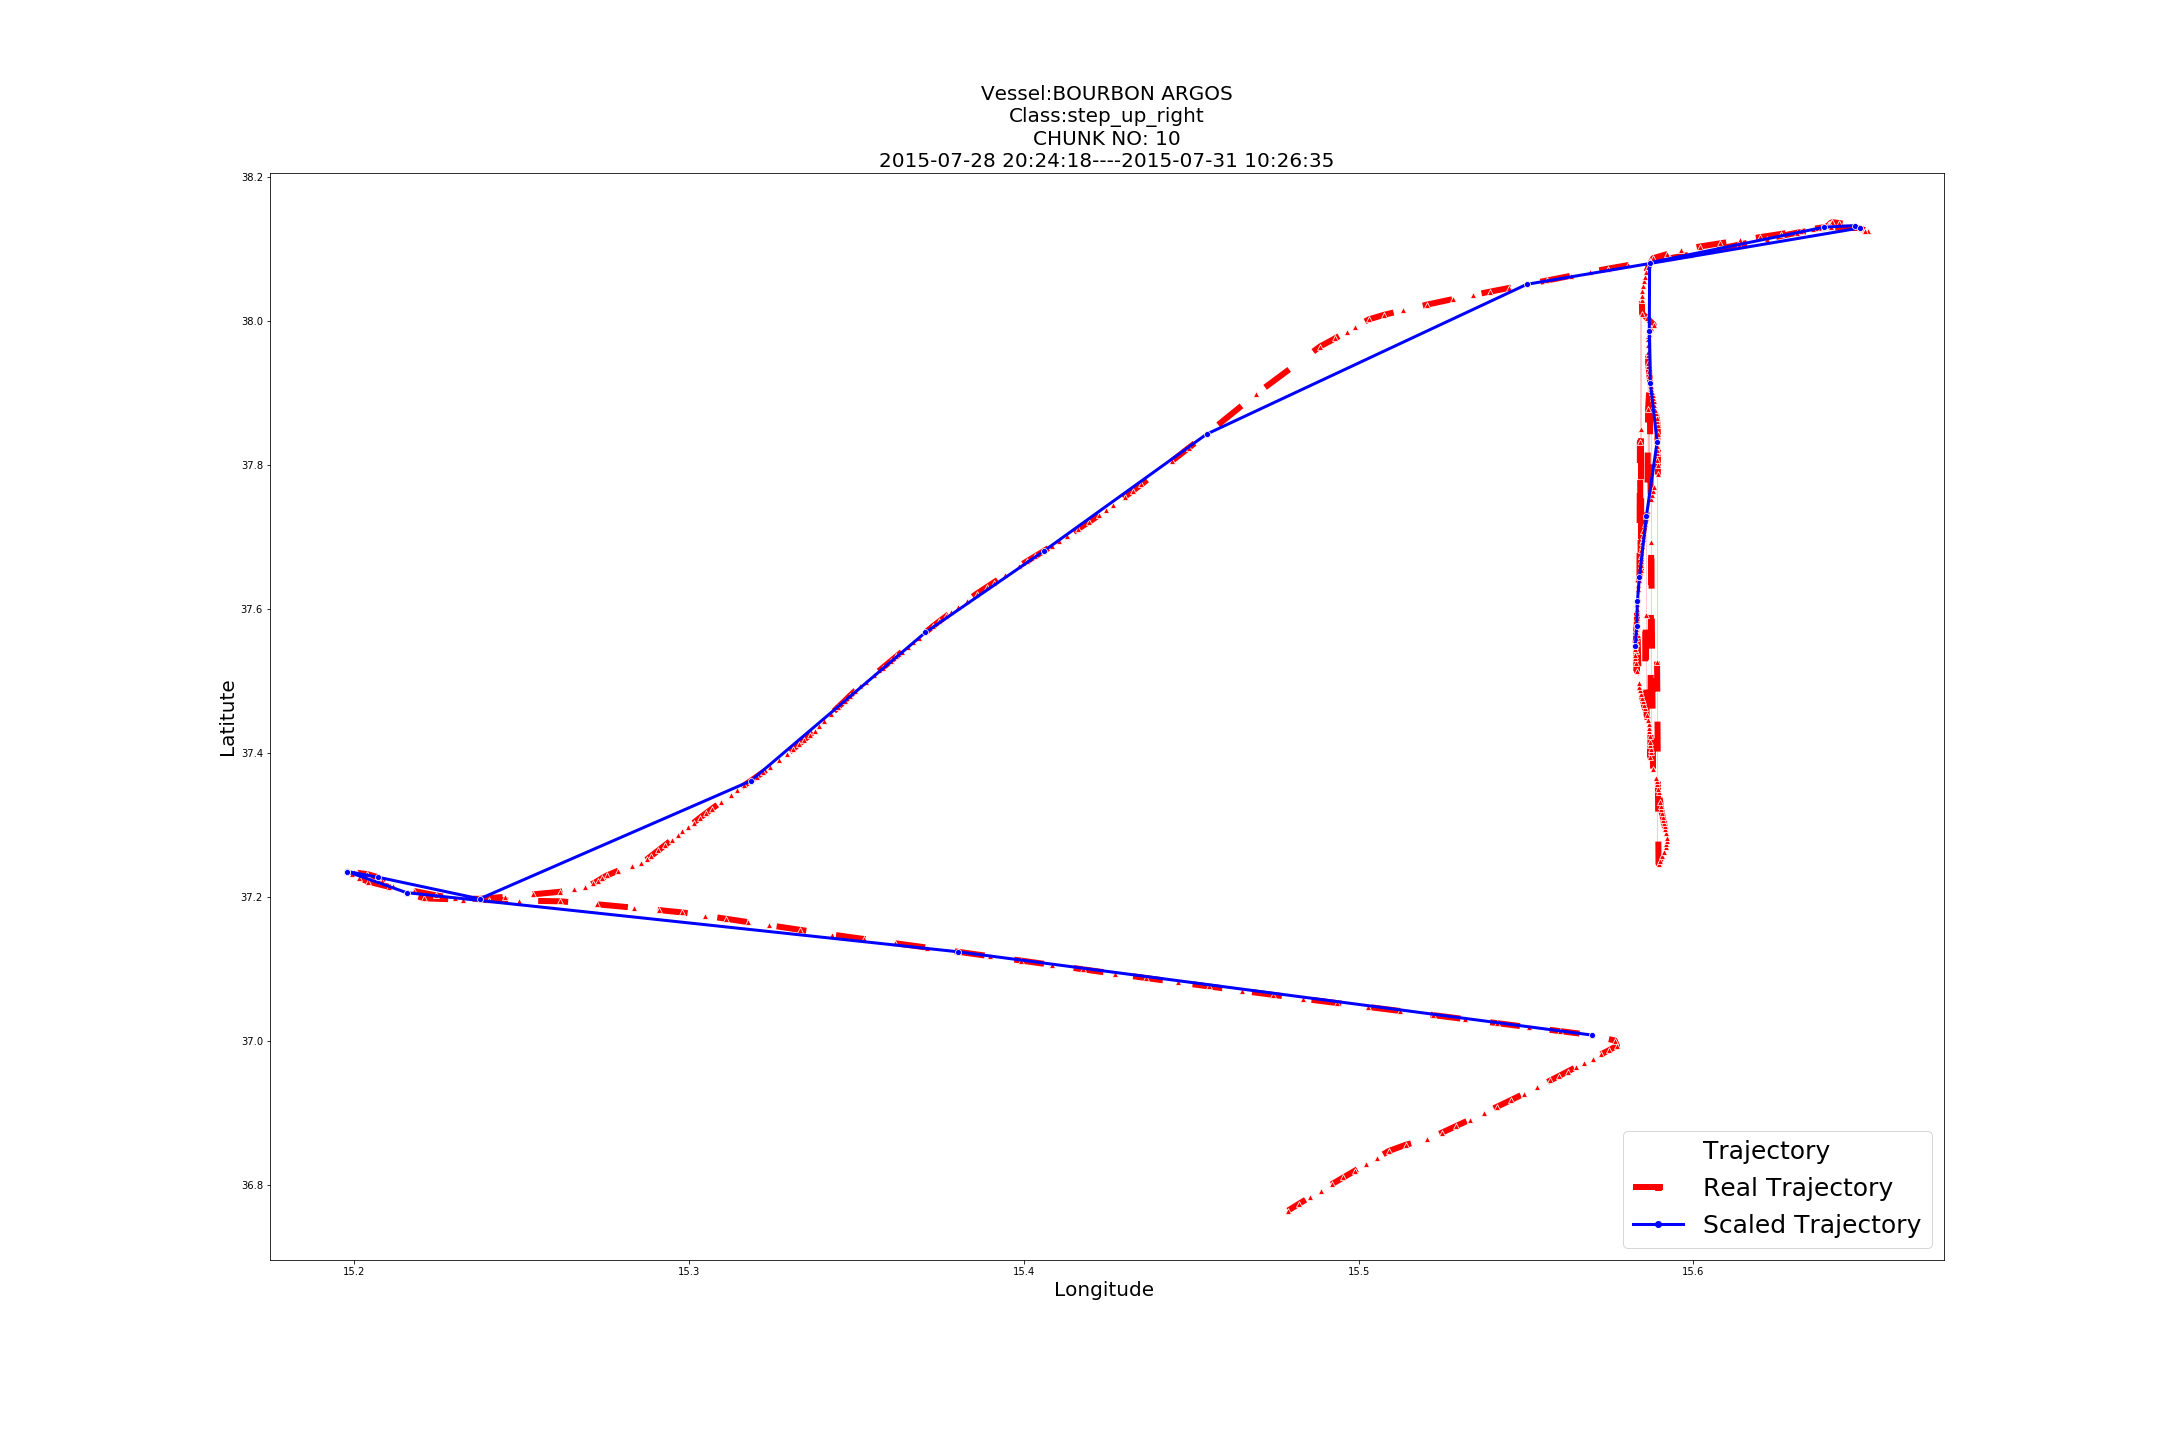 Vessel:BOURBON ARGOS
Class:step_up_right
CHUNK NO: 10
2015-07-28 20:24:18----2015-07-31 10:26:35
38.2
38.0
37.8
37.6
37.4
37.2
37.0
36.8
Latitute
15.2
15.3
15.4
15.5
15.6
Longitude
Trajectory
Real Trajectory
Scaled Trajectory